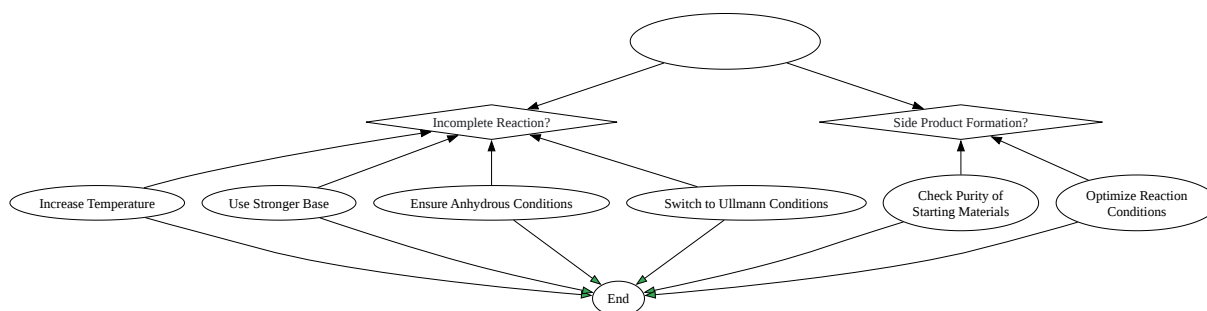 Incomplete Reaction?
Side Product Formation?
Increase Temperature
Use Stronger Base
Ensure Anhydrous Conditions
Switch to Ullmann Conditions
Check Purity of
Starting Materials
Optimize Reaction
Conditions
End